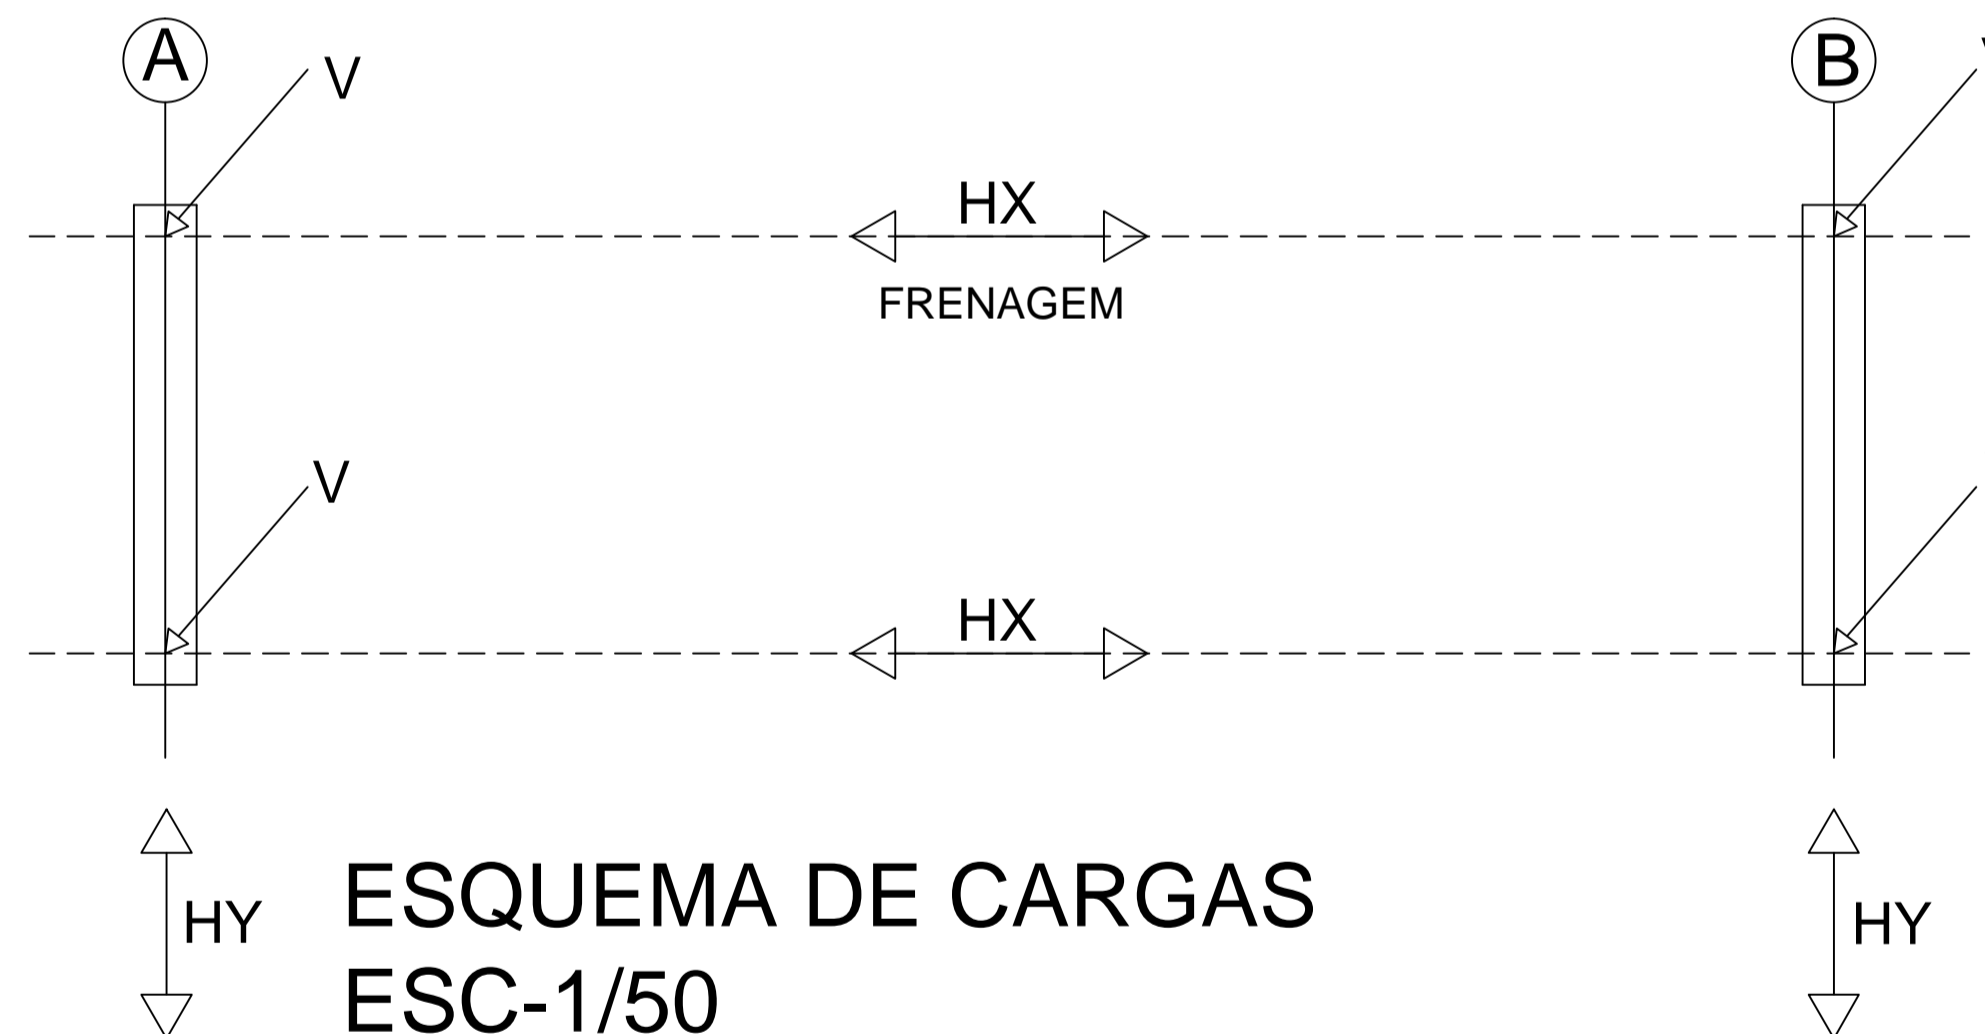 A
V
B
HX
FRENAGEM
V
HX
HY
ESQUEMA DE CARGAS
HY
ESC-1/50